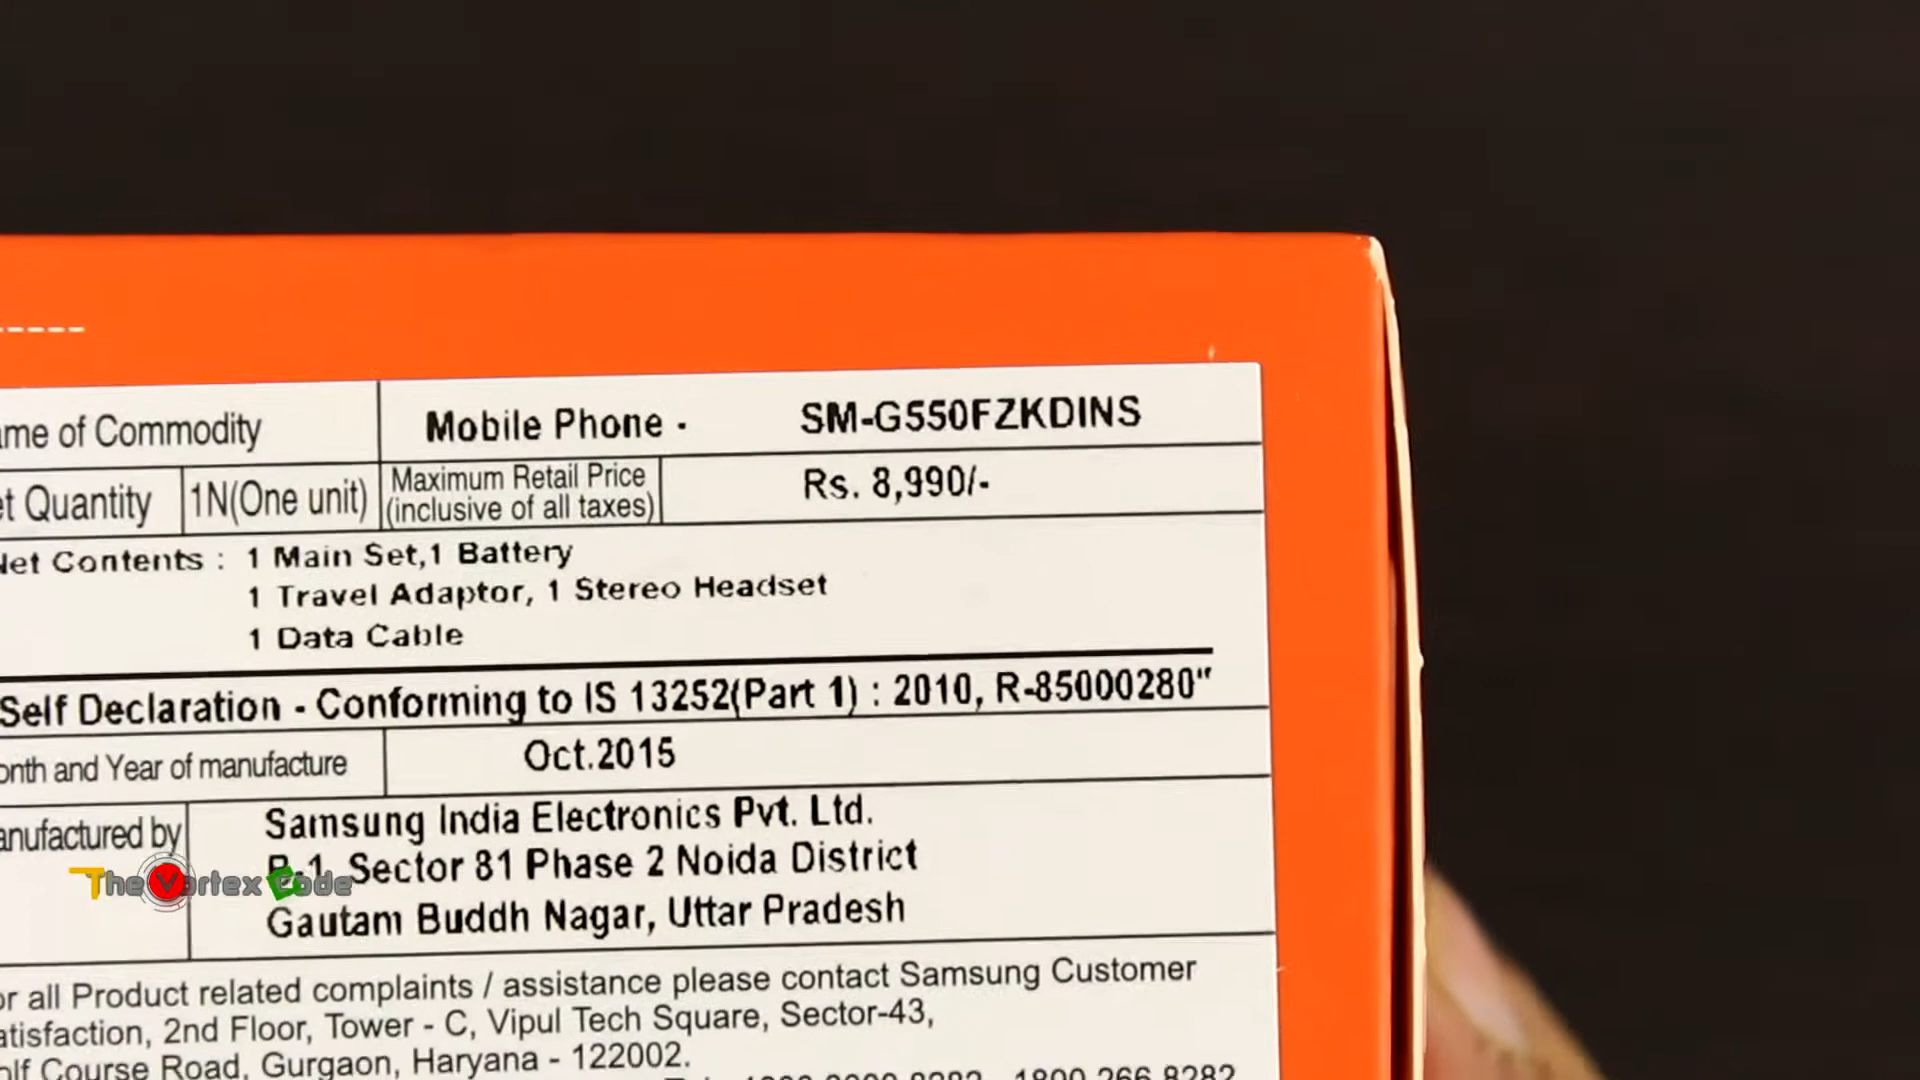 me of Commodity
Mobile Phone -
SM-G550FZKDINS
t Quantity
1N(One unit)
Maximum Retail Price
(inclusive of all taxes)
Rs. 8,990/-
et Contents : 1 Main Set,1 Battery
1 Travel Adaptor, 1 Stereo Headset
1 Data Cable
Self Declaration - Conforming to IS 13252(Part 1) : 2010, R-85000280"
onth and Year of manufacture
Oct.2015
anufactured by
Samsung India Electronics Pvt. Ltd.
Sector 81 Phase 2 Noida District
Gautam Buddh Nagar, Uttar Pradesh
The Vortex Code
or all Product related complaints / assistance please contact Samsung Customer
atisfaction, 2nd Floor, Tower - C, Vipul Tech Square, Sector-43,
olf Course Road, Gurgaon, Haryana - 122002.